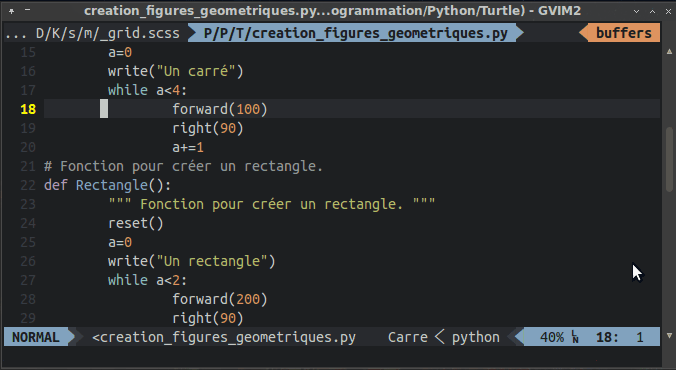 creation_figures_geometriques.py...ogrammation/Python/Turtle) - GVIM2
... D/K/s/m/_grid.scss P/P/T/creation_figures_geometriques.py buffers
15 a=0
16 write("Un carré")
17 while a<4:
18 forward(100)
19 right(90)
20 a+=1
21 # Fonction pour créer un rectangle.
22 def Rectangle():
23 """ Fonction pour créer un rectangle. """
24 reset()
25 a=0
26 write("Un rectangle")
27 while a<2:
28 forward(200)
29 right(90)
NORMAL <creation_figures_geometriques.py Carre python 40% LN 18: 1